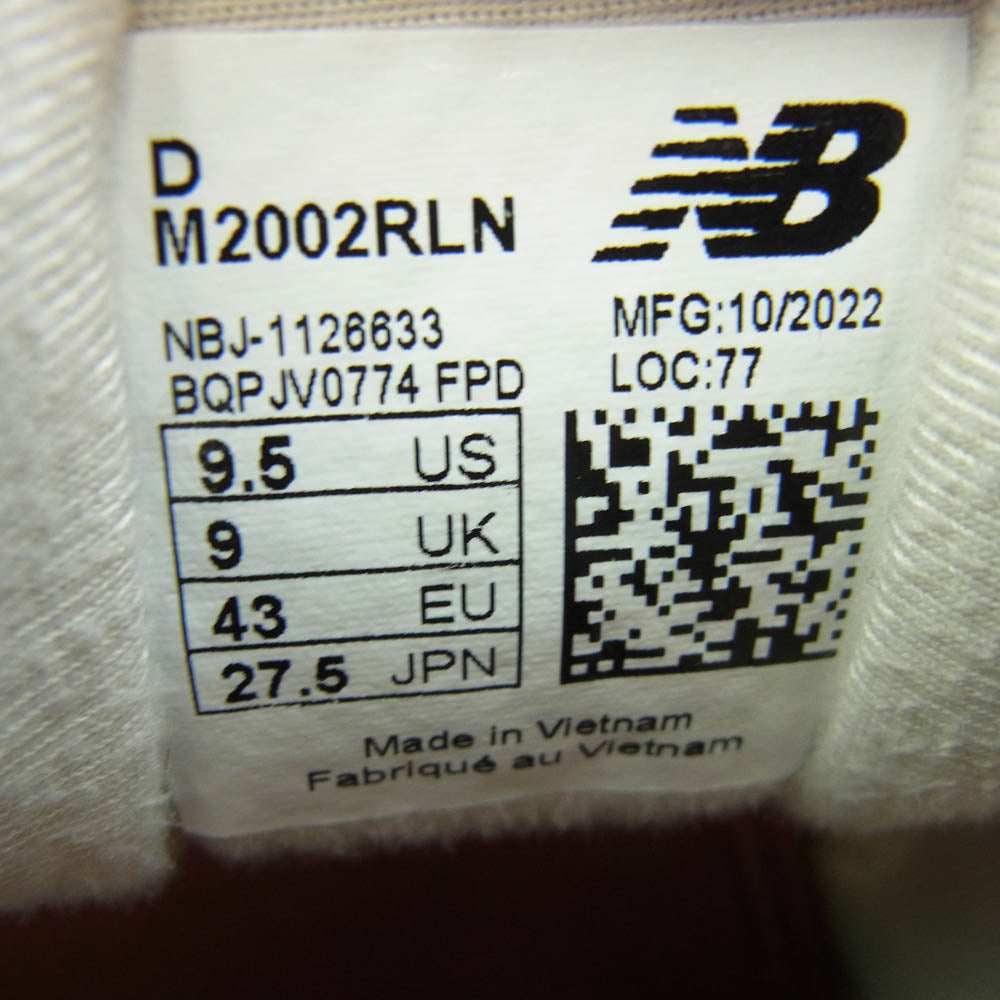 D
M2002RLN
NB
NBJ-1126633
BQPJV0774 FPD
MFG:10/2022
LOC:77
9.5 US
9 UK
43 EU
27.5 JPN
Made in Vietnam
Fabriqué au Vietnam